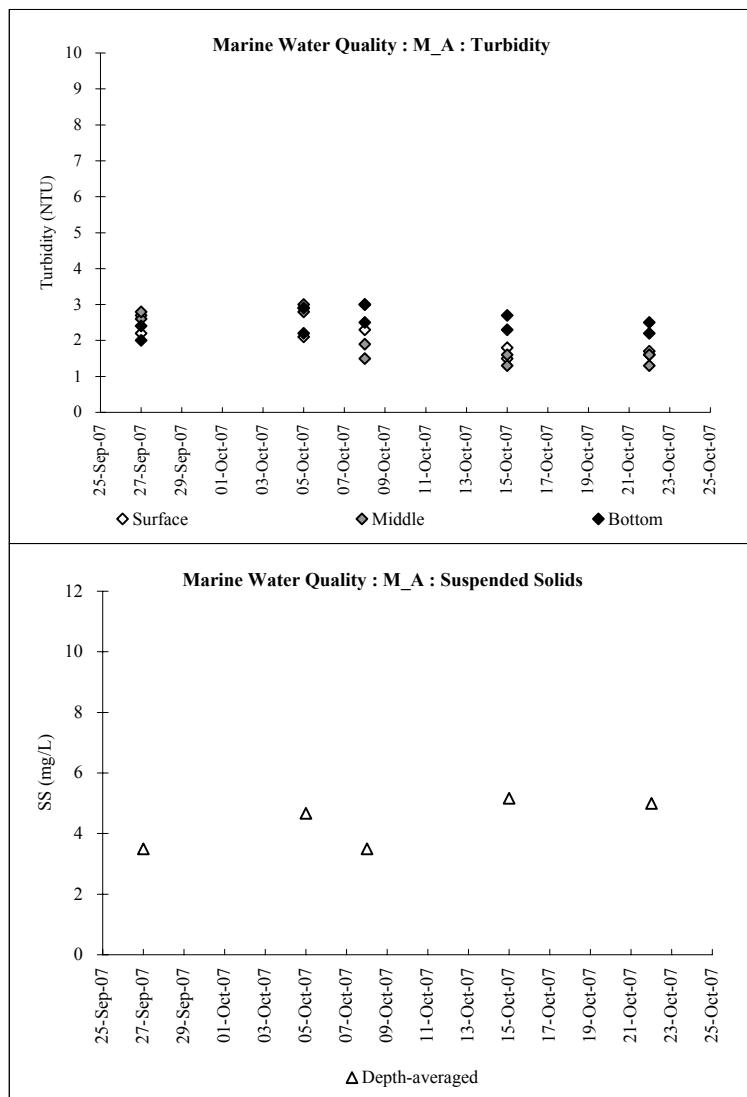 Marine Water Quality : M_A : Turbidity
Turbidity (NTU)
10
9
8
7
6
5
4
3
2
1
0
25-Sep-07
27-Sep-07
29-Sep-07
01-Oct-07
03-Oct-07
05-Oct-07
07-Oct-07
09-Oct-07
11-Oct-07
13-Oct-07
15-Oct-07
17-Oct-07
19-Oct-07
21-Oct-07
23-Oct-07
25-Oct-07
Surface Middle Bottom
Marine Water Quality : M_A : Suspended Solids
SS (mg/L)
12
10
8
6
4
2
0
25-Sep-07
27-Sep-07
29-Sep-07
01-Oct-07
03-Oct-07
05-Oct-07
07-Oct-07
09-Oct-07
11-Oct-07
13-Oct-07
15-Oct-07
17-Oct-07
19-Oct-07
21-Oct-07
23-Oct-07
25-Oct-07
Depth-averaged